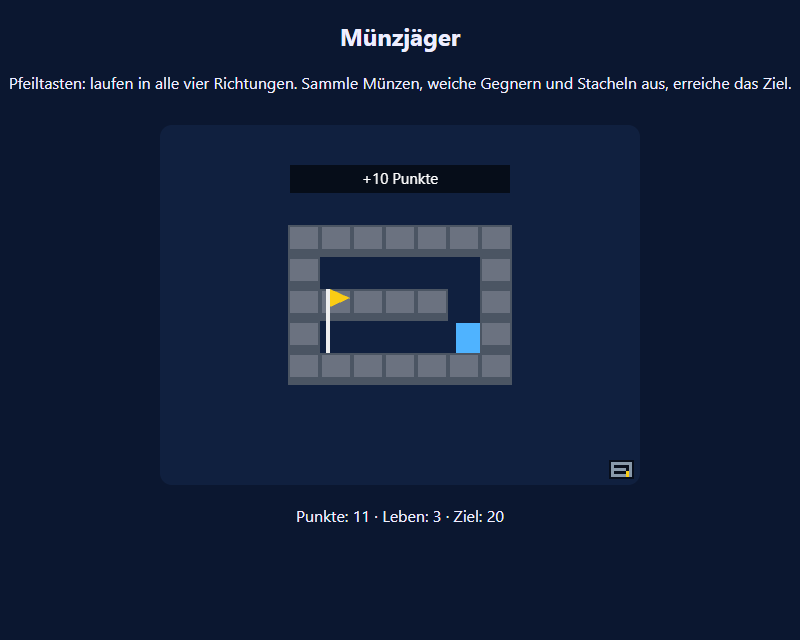 Münzjäger
Pfeiltasten: laufen in alle vier Richtungen. Sammle Münzen, weiche Gegnern und Stacheln aus, erreiche das Ziel.
+10 Punkte
Punkte: 11 · Leben: 3 · Ziel: 20